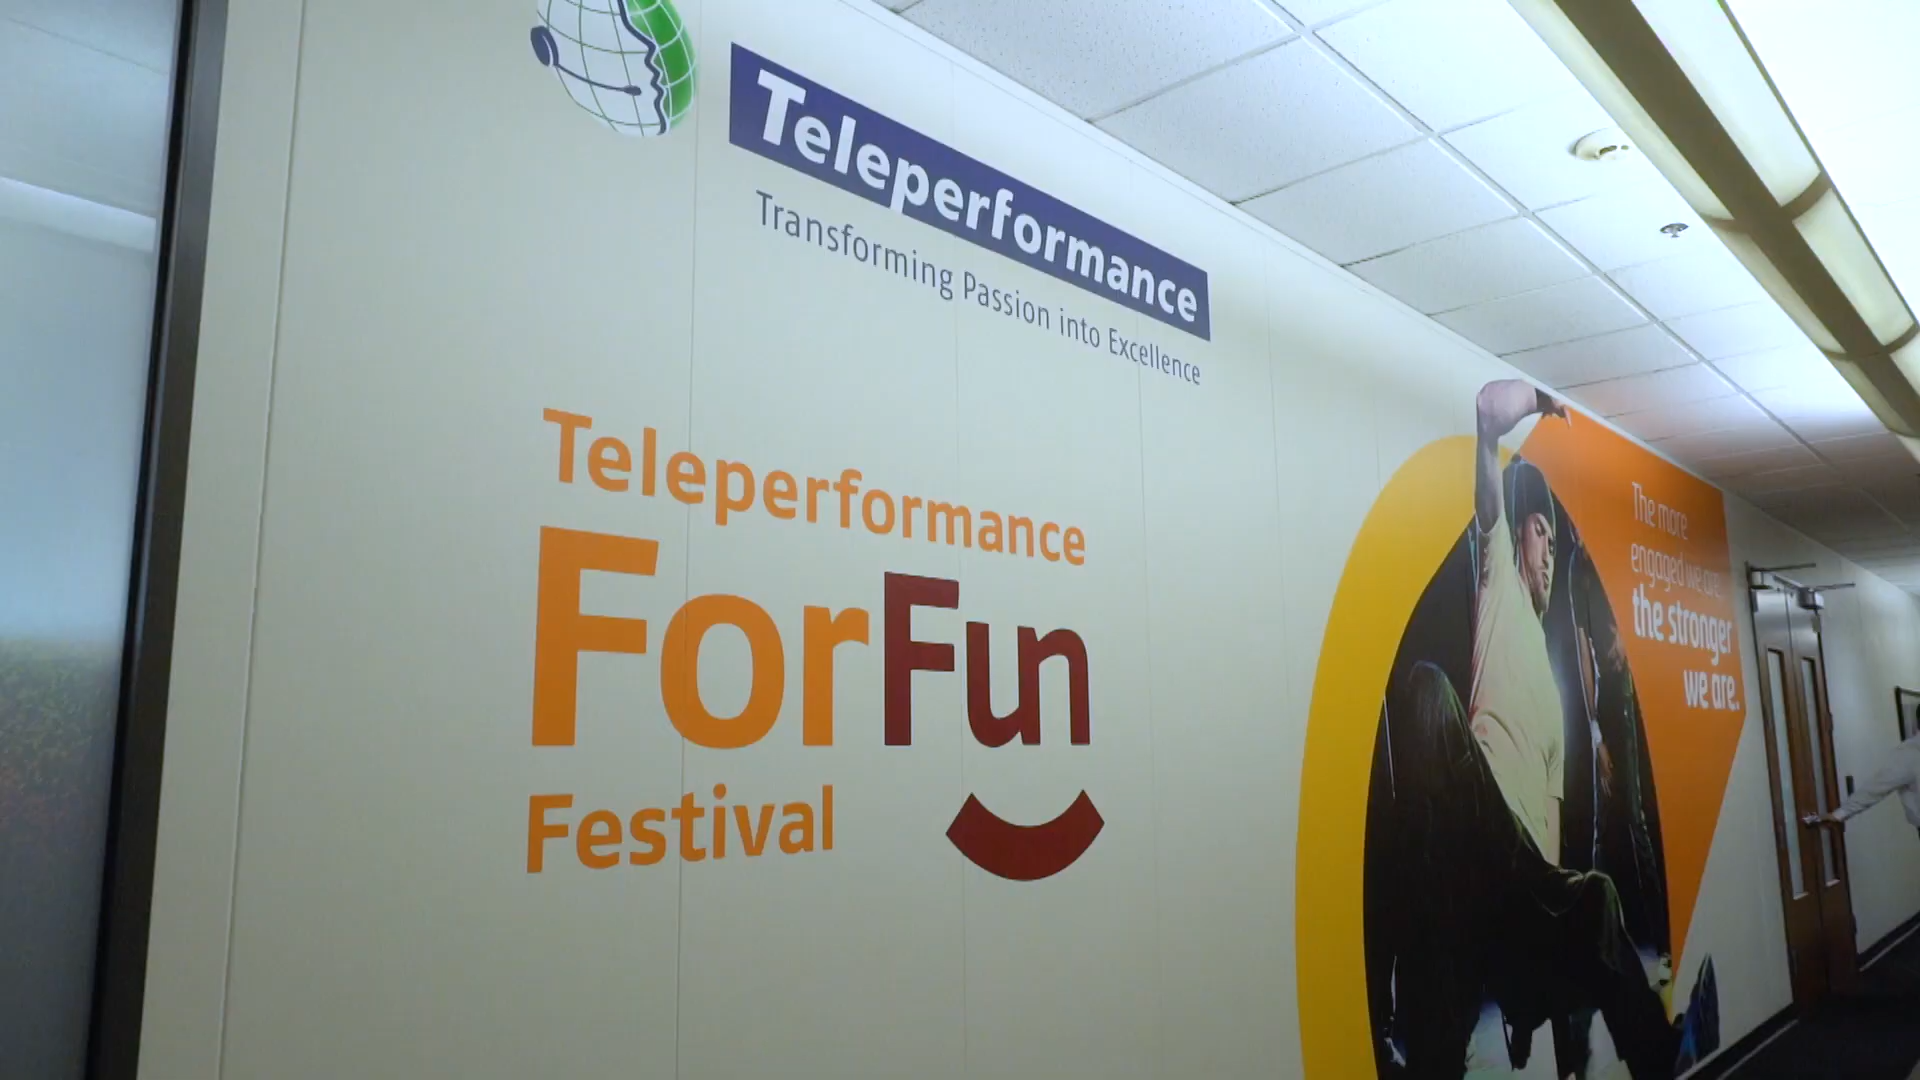 Teleperformance
Transforming Passion into Excellence
Teleperformance
ForFun
Festival
The more
engaged we are,
the stronger
we are.